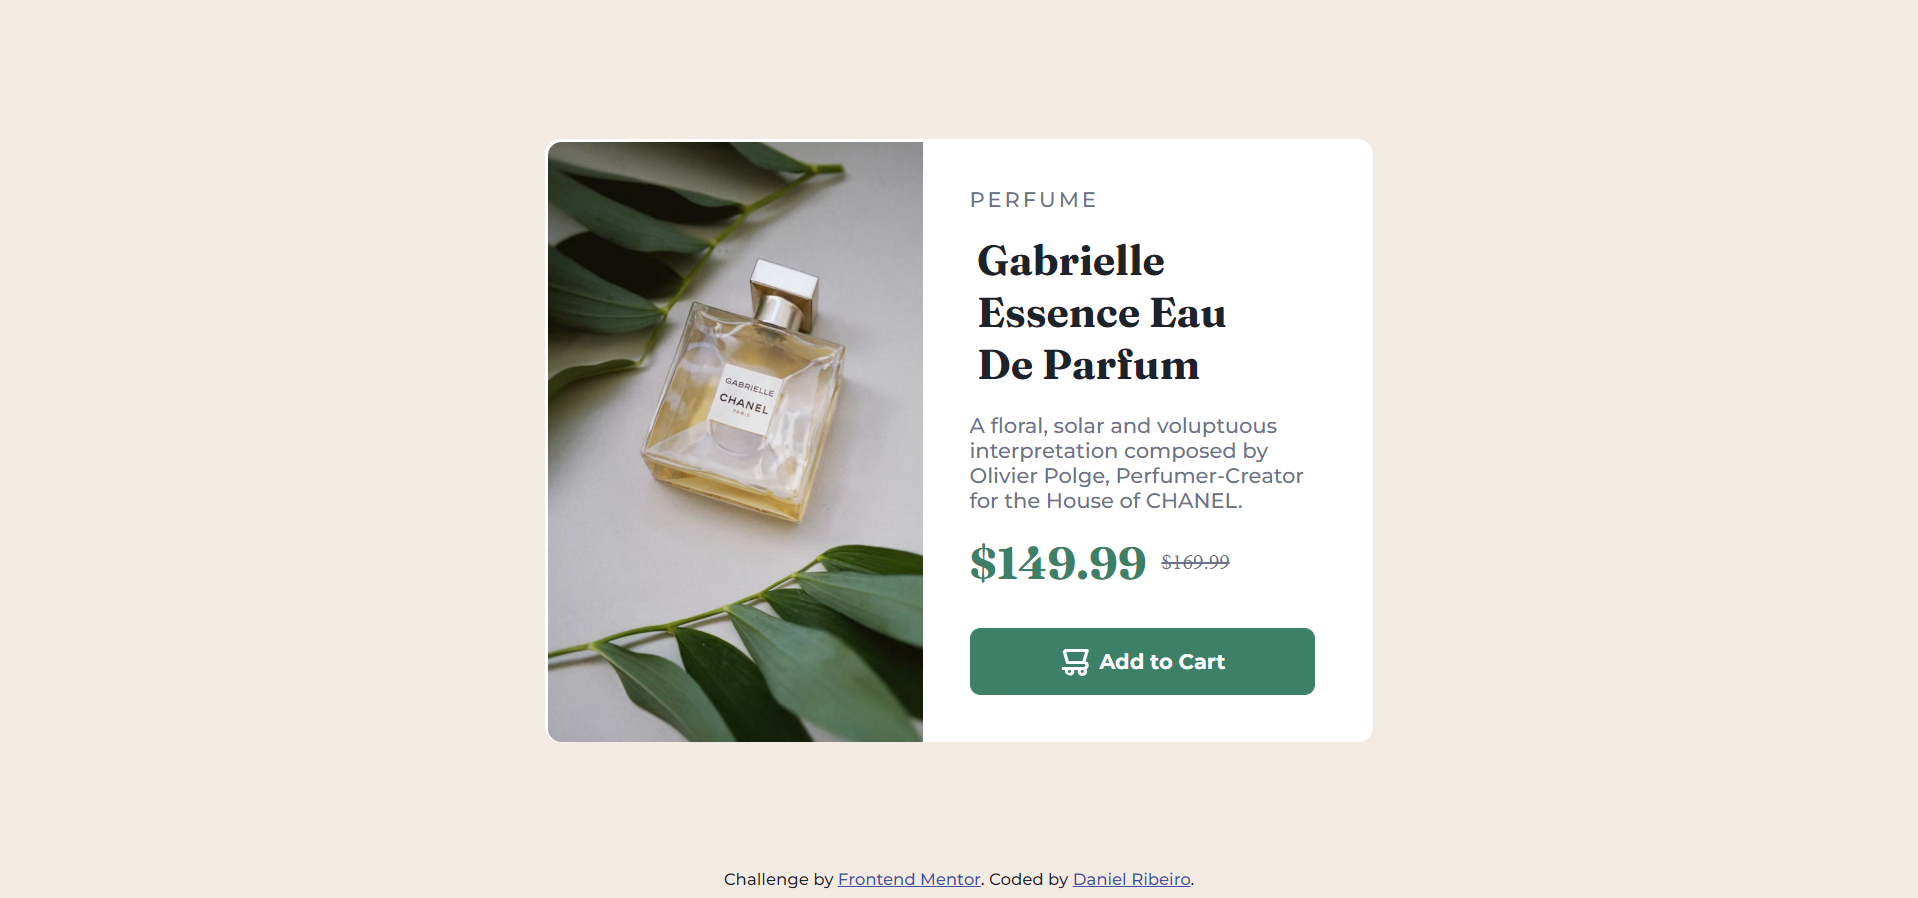 GABRIELLE
CHANEL
PARIS
PERFUME
Gabrielle
Essence Eau
De Parfum
A floral, solar and voluptuous
interpretation composed by
Olivier Polge, Perfumer-Creator
for the House of CHANEL.
$149.99 $169.99
Add to Cart
Challenge by Frontend Mentor. Coded by Daniel Ribeiro.